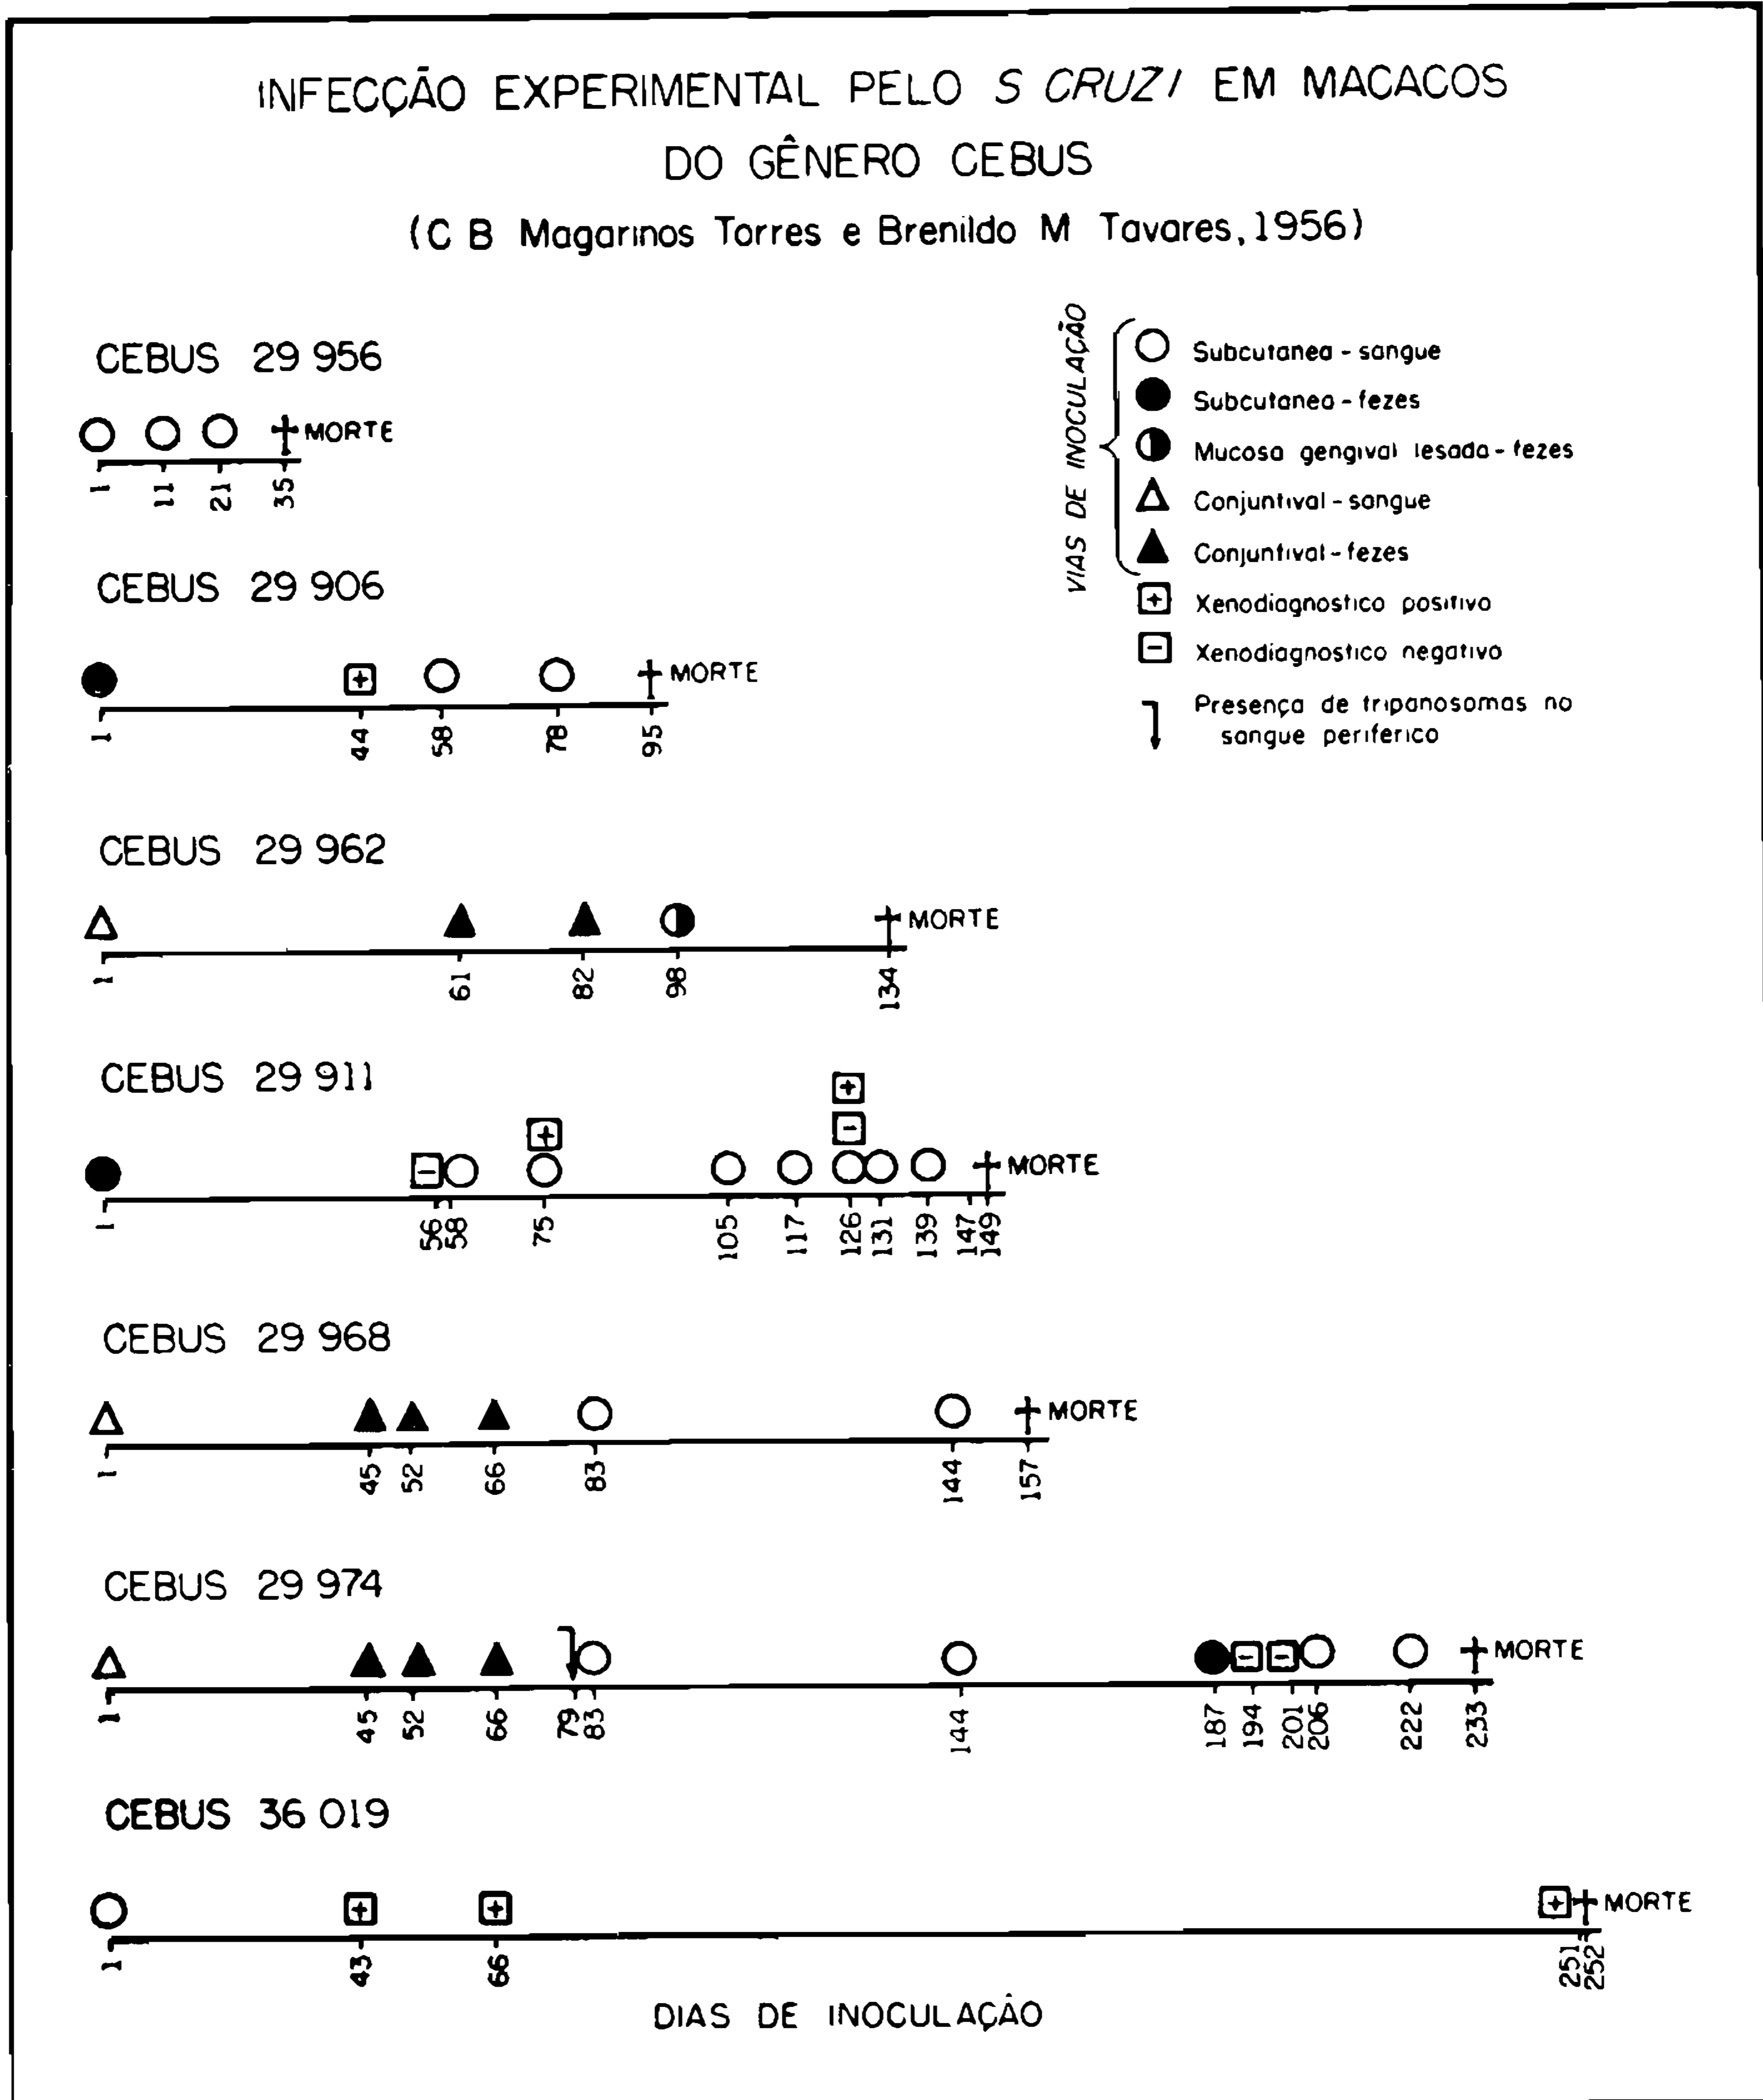 INFECÇÃO EXPERIMENTAL PELO S CRUZI EM MACACOS
DO GÊNERO CEBUS
(C B Magarinos Torres e Brenildo M Tavares, 1956)
VIAS DE INOCULAÇÃO
Subcutanea - sangue
Subcutanea - fezes
Mucosa gengival lesada - fezes
Conjuntival - sangue
Conjuntival - fezes
Xenodiagnostico positivo
Xenodiagnostico negativo
Presença de tripanosomas no
sangue periferico
CEBUS 29 956
MORTE
1 11 21 35
CEBUS 29 906
MORTE
1 44 58 78 95
CEBUS 29 962
MORTE
1 61 82 98 134
CEBUS 29 911
MORTE
1 56 58 75 105 117 126 131 139 147 149
CEBUS 29 968
MORTE
1 45 52 66 83 144 157
CEBUS 29 974
MORTE
1 45 52 66 79 83 144 187 194 201 206 222 233
CEBUS 36 019
MORTE
1 43 66 251 252
DIAS DE INOCULAÇÃO